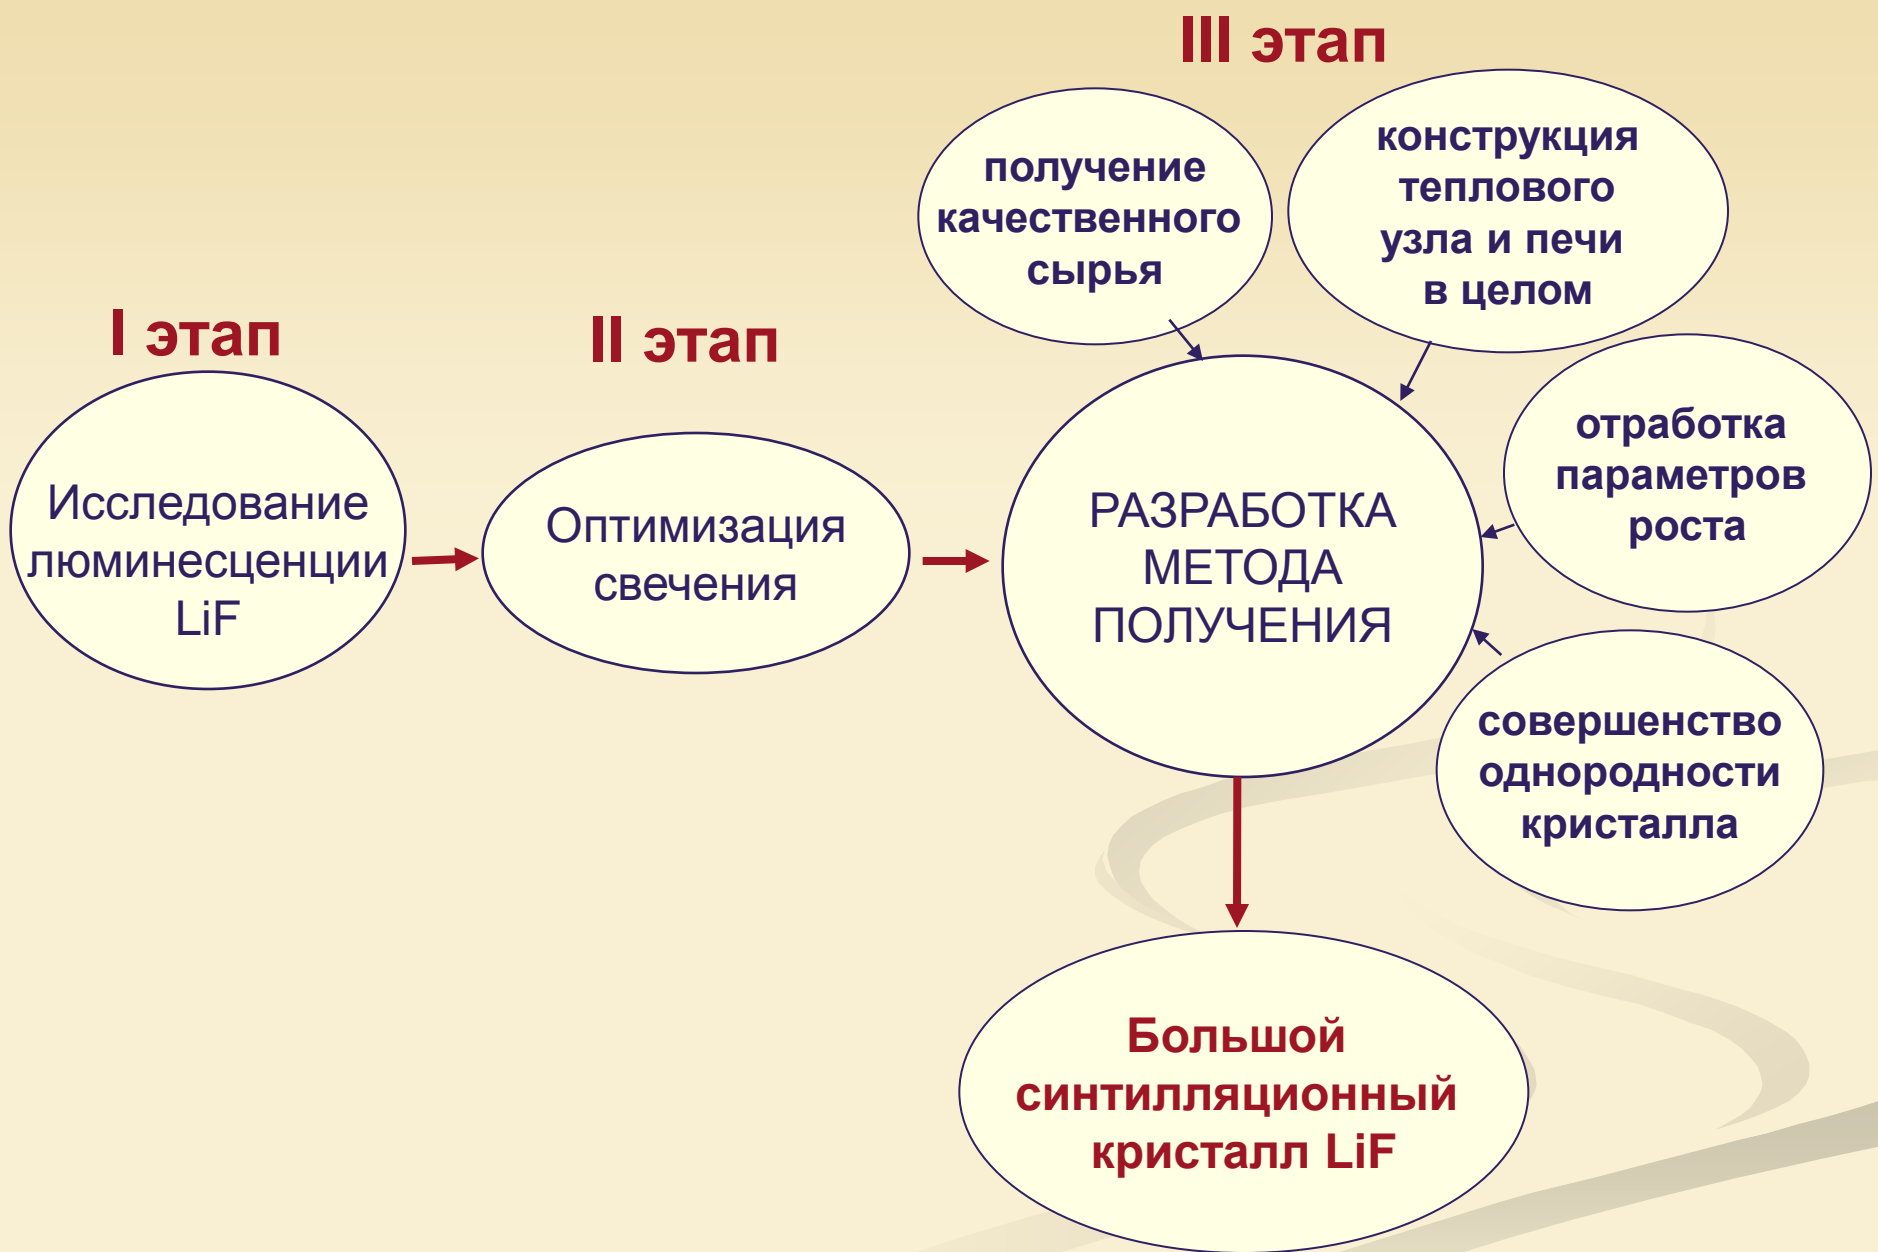 I этап
Исследование
люминесценции
LiF
II этап
Оптимизация
свечения
III этап
получение
качественного
сырья
конструкция
теплового
узла и печи
в целом
отработка
параметров
роста
совершенство
однородности
кристалла
РАЗРАБОТКА
МЕТОДА
ПОЛУЧЕНИЯ
Большой
синтилляционный
кристалл LiF